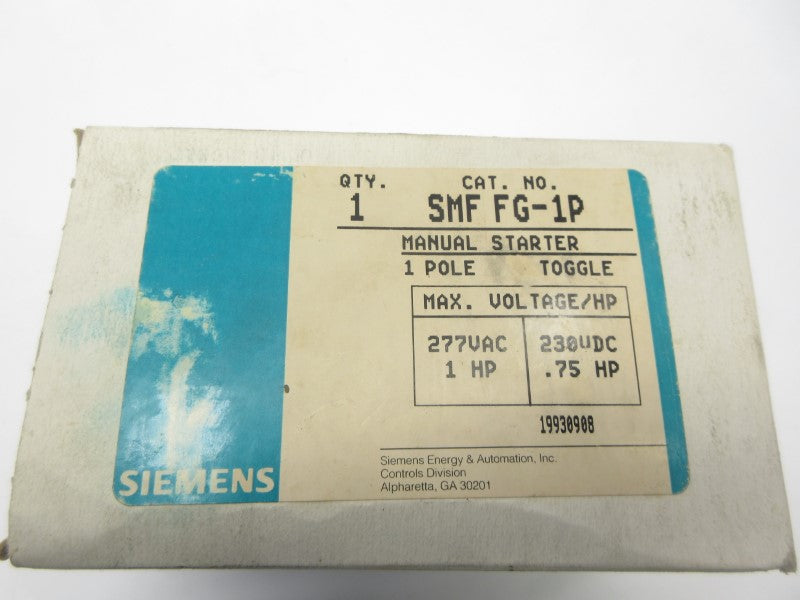 QTY. CAT. NO.
1 SMF FG-1P
MANUAL STARTER
1 POLE TOGGLE
MAX. VOLTAGE/HP
277VAC 230VDC
1 HP .75 HP
19930908
Siemens Energy & Automation, Inc.
Controls Division
Alpharetta, GA 30201
SIEMENS